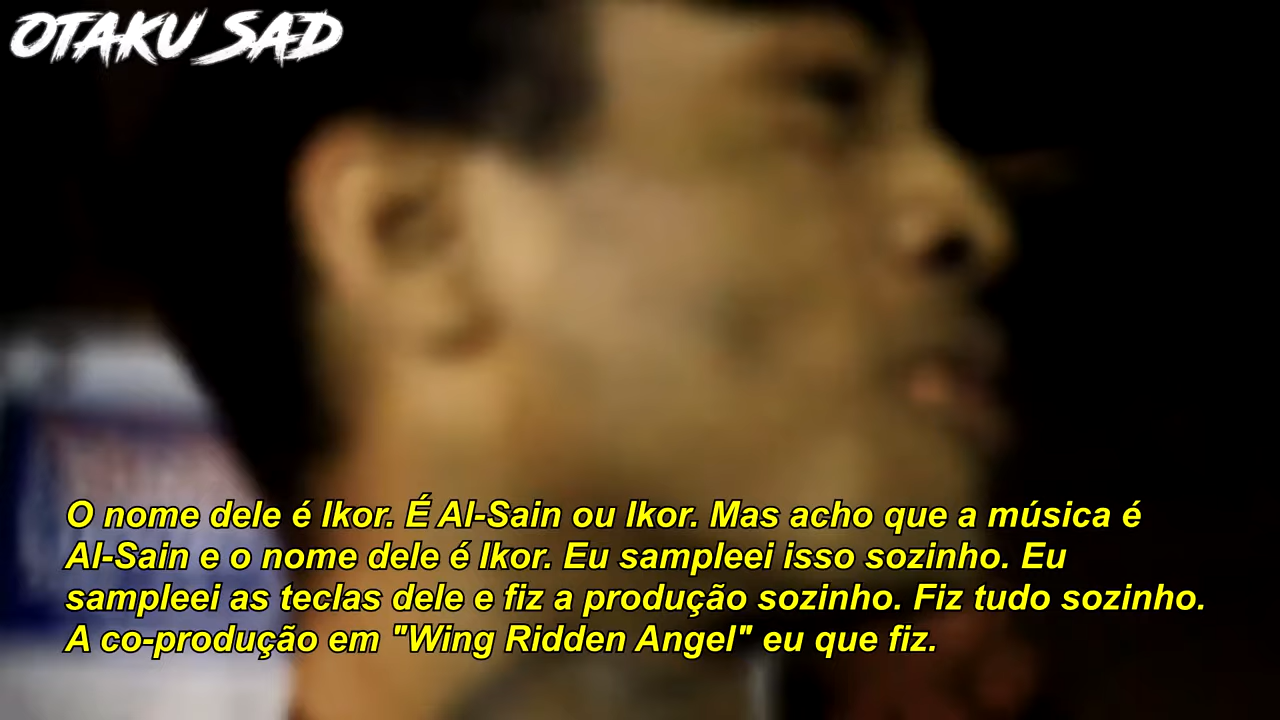 OTAKU SAD
O nome dele é Ikor. É Al-Sain ou Ikor. Mas acho que a música é
Al-Sain e o nome dele é Ikor. Eu sampleei isso sozinho. Eu
sampleei as teclas dele e fiz a produção sozinho. Fiz tudo sozinho.
A co-produção em "Wing Ridden Angel" eu que fiz.